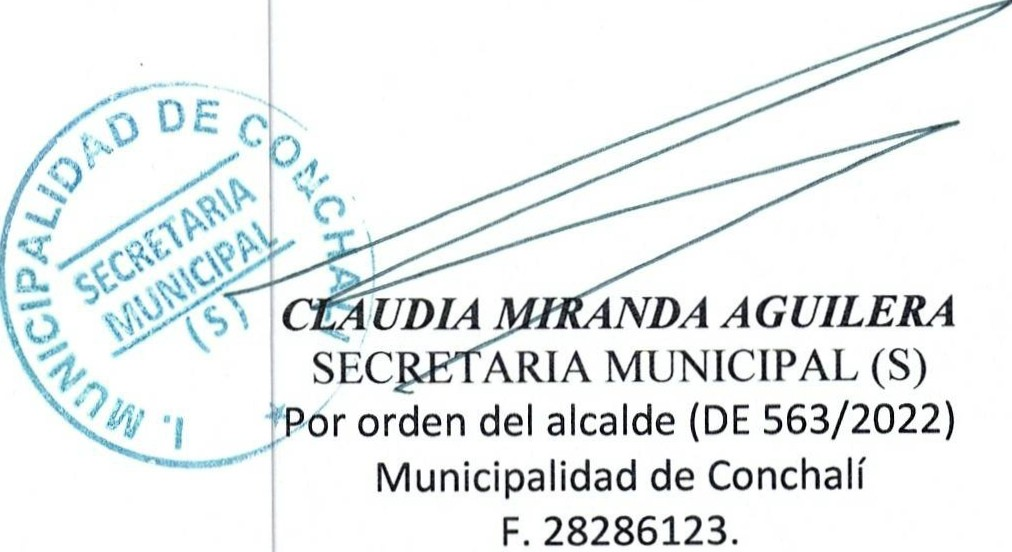 I. MUNICIPALIDAD DE CONCHALÍ
SECRETARIA
MUNICIPAL
(S)
CLAUDIA MIRANDA AGUILERA
SECRETARIA MUNICIPAL (S)
Por orden del alcalde (DE 563/2022)
Municipalidad de Conchalí
F. 28286123.